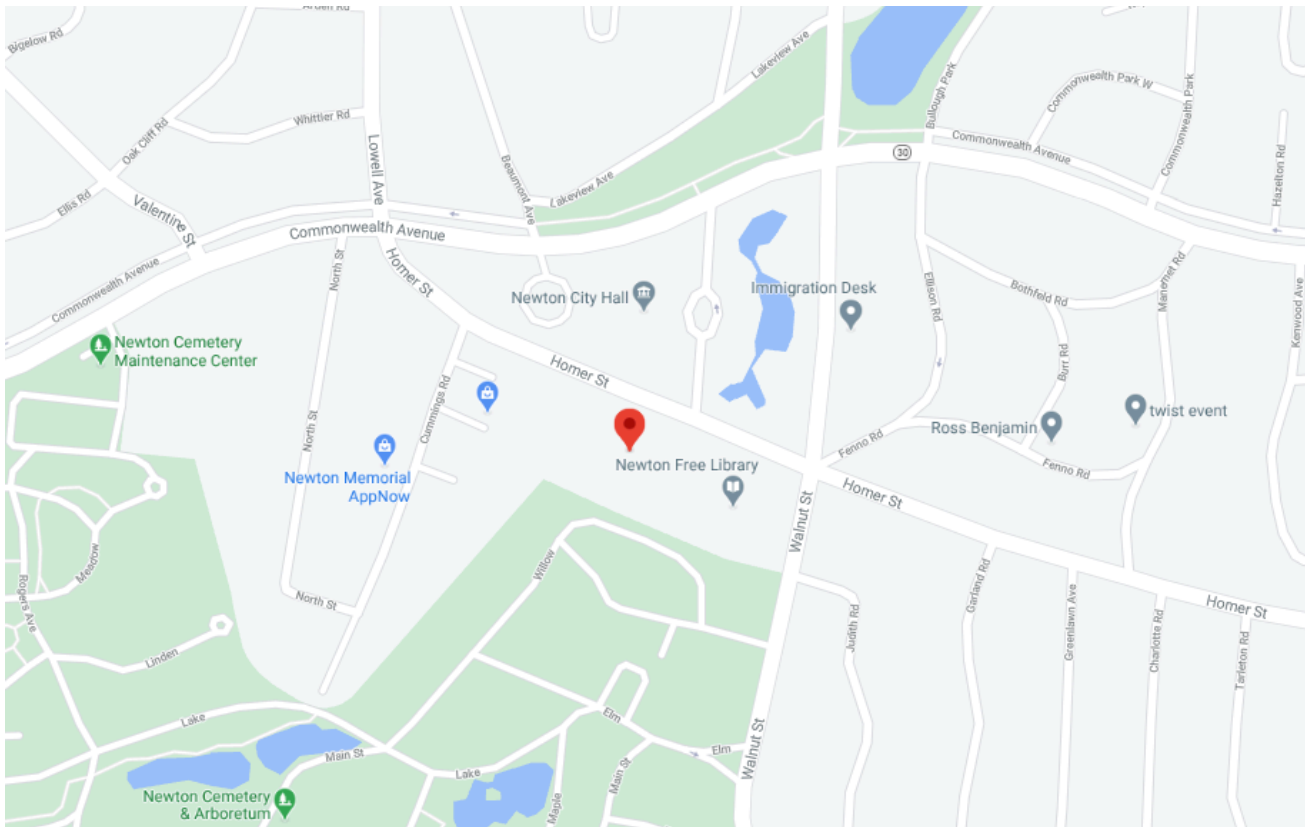 Arden Rd
Bigelow Rd
Oak Cliff Rd
Whittier Rd
Lowell Ave
Ellis Rd
Valentine St
Beaumont Ave
Lakeview Ave
Lakeview Ave
Bullough Park
Commonwealth Park W
Commonwealth Park
Commonwealth Avenue
30
Hazelton Rd
Commonwealth Avenue
Commonwealth Avenue
North St
Homer St
Newton City Hall
Immigration Desk
Ellison Rd
Bothfeld Rd
Manemet Rd
Kenwood Ave
Newton Cemetery
Maintenance Center
Homer St
Burr Rd
Cummings Rd
North St
Ross Benjamin
twist event
Fenno Rd
Fenno Rd
Newton Memorial
AppNow
Newton Free Library
Homer St
Walnut St
Meadow
Willow
Rogers Ave
North St
Linden
Judith Rd
Garland Rd
Greenlawn Ave
Charlotte Rd
Homer St
Tarleton Rd
Lake
Elm
Elm
Walnut St
Main St
Lake
Main St
Maple
Newton Cemetery
& Arboretum